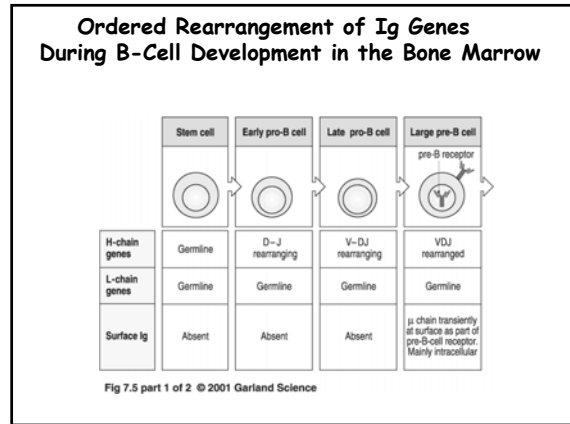 Ordered Rearrangement of Ig Genes
During B-Cell Development in the Bone Marrow
Stem cell
Early pro-B cell
Late pro-B cell
Large pre-B cell
pre-B receptor
H-chain
genes
Germline
D–J
rearranging
V–DJ
rearranging
VDJ
rearranged
L-chain
genes
Germline
Germline
Germline
Germline
Surface Ig
Absent
Absent
Absent
μ chain transiently
at surface as part of
pre-B-cell receptor.
Mainly intracellular
Fig 7.5 part 1 of 2 © 2001 Garland Science